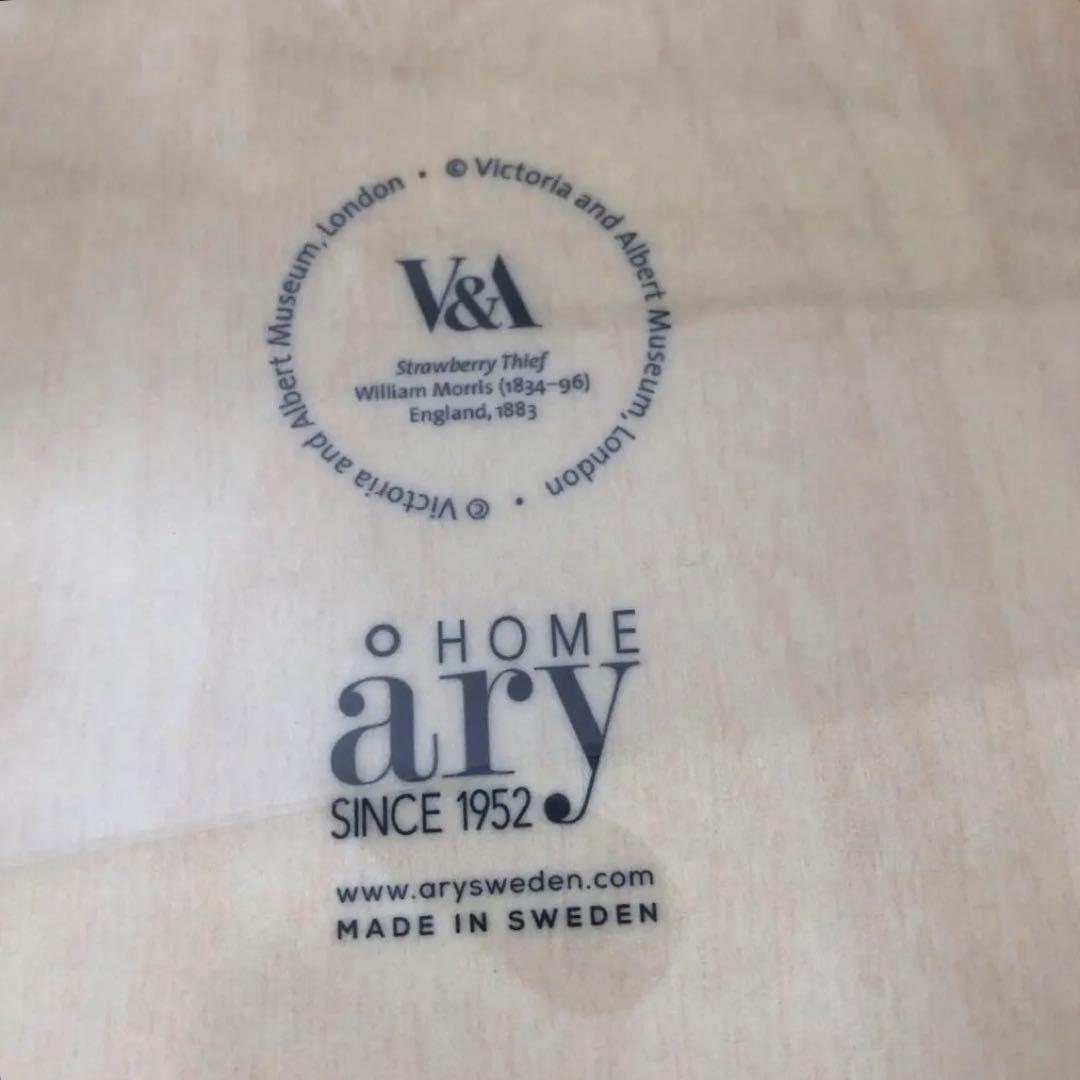 © Victoria and Albert Museum, London • © Victoria and Albert Museum, London •
V&A
Strawberry Thief
William Morris (1834–96)
England, 1883
HOME
åry
SINCE 1952
www.arysweden.com
MADE IN SWEDEN